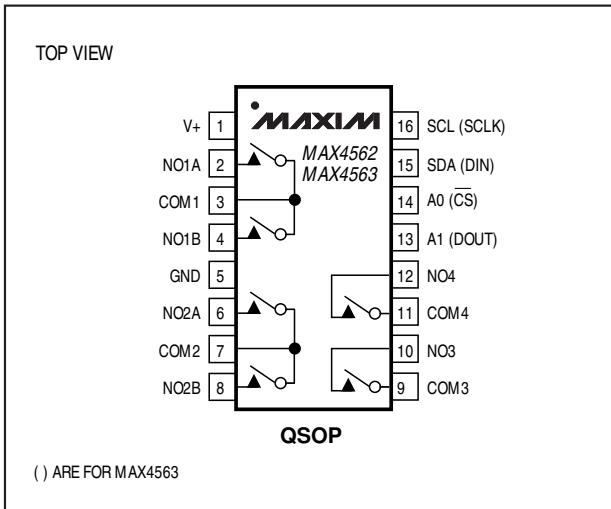 TOP VIEW
MAXIM
MAX4562
MAX4563
V+ 1
NO1A 2
COM1 3
NO1B 4
GND 5
NO2A 6
COM2 7
NO2B 8
16 SCL (SCLK)
15 SDA (DIN)
14 A0 (C̅S̅)
13 A1 (DOUT)
12 NO4
11 COM4
10 NO3
9 COM3
QSOP
( ) ARE FOR MAX4563